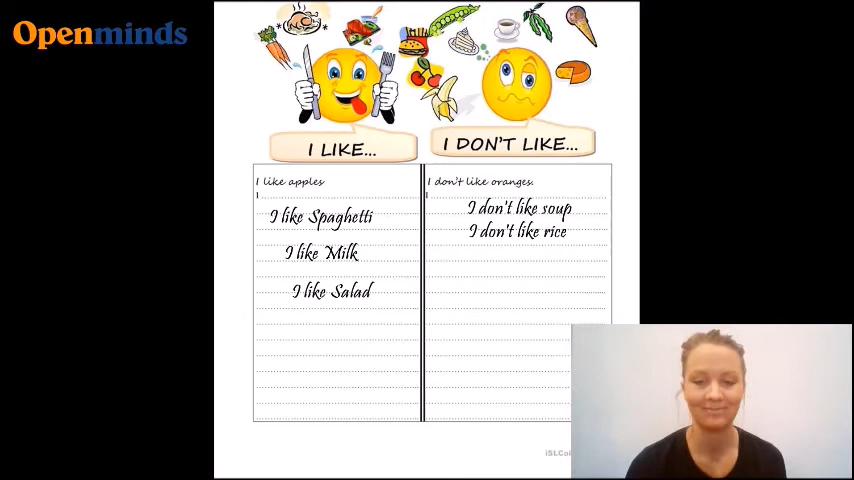 Openminds
I LIKE...
I DON'T LIKE...
I like apples
I
I like Spaghetti
I like Milk
I like Salad
I don't like oranges.
I
I don't like soup
I don't like rice